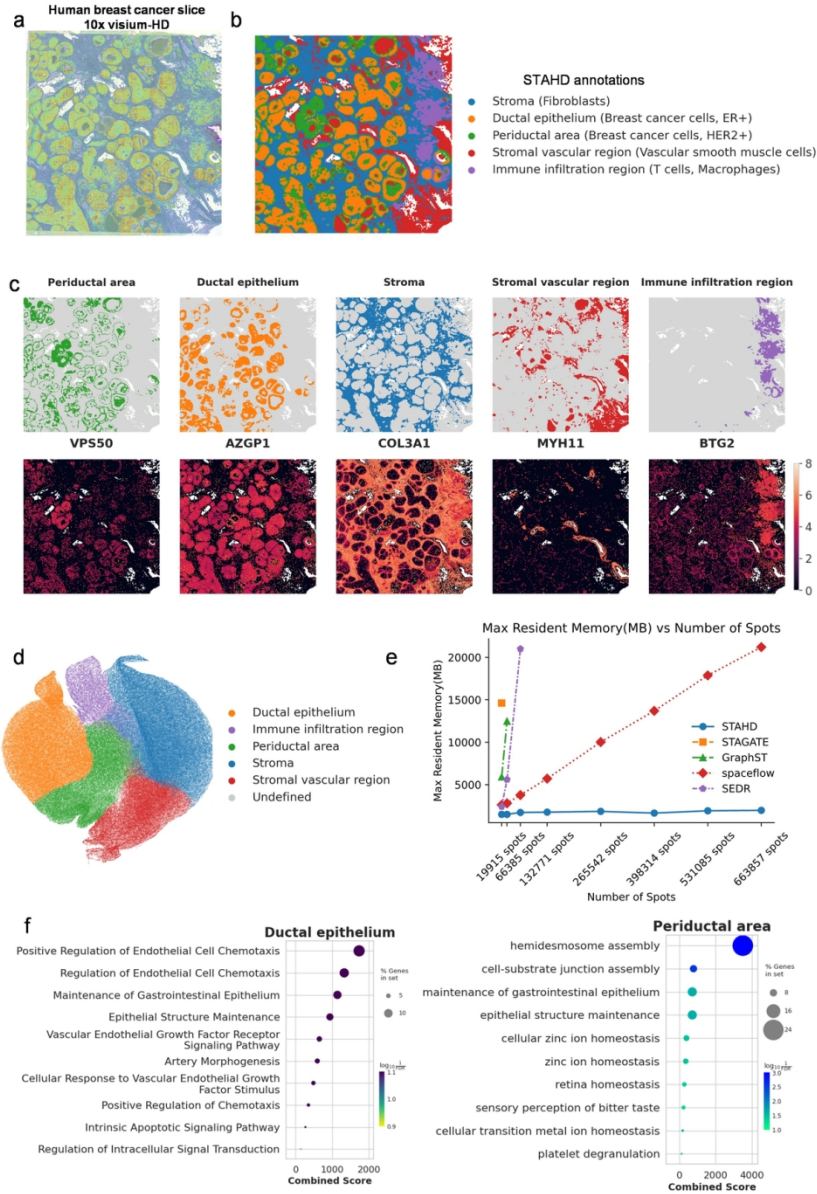 a
Human breast cancer slice
10x visium-HD
b
STAHD annotations
Stroma (Fibroblasts)
Ductal epithelium (Breast cancer cells, ER+)
Periductal area (Breast cancer cells, HER2+)
Stromal vascular region (Vascular smooth muscle cells)
Immune infiltration region (T cells, Macrophages)
c
Periductal area
Ductal epithelium
Stroma
Stromal vascular region
Immune infiltration region
VPS50
AZGP1
COL3A1
MYH11
BTG2
8
6
4
2
0
d
Ductal epithelium
Immune infiltration region
Periductal area
Stroma
Stromal vascular region
Undefined
e
Max Resident Memory(MB) vs Number of Spots
Max Resident Memory(MB)
20000
15000
10000
5000
STAHD
STAGATE
GraphST
spaceflow
SEDR
19915 spots
66385 spots
132771 spots
265542 spots
398314 spots
531085 spots
663857 spots
Number of Spots
f
Ductal epithelium
Positive Regulation of Endothelial Cell Chemotaxis
Regulation of Endothelial Cell Chemotaxis
Maintenance of Gastrointestinal Epithelium
Epithelial Structure Maintenance
Vascular Endothelial Growth Factor Receptor
Signaling Pathway
Artery Morphogenesis
Cellular Response to Vascular Endothelial Growth
Factor Stimulus
Positive Regulation of Chemotaxis
Intrinsic Apoptotic Signaling Pathway
Regulation of Intracellular Signal Transduction
0
1000
2000
Combined Score
% Genes
in set
5
10
log10 1/FDR
1.1
1.0
0.9
Periductal area
hemidesmosome assembly
cell-substrate junction assembly
maintenance of gastrointestinal epithelium
epithelial structure maintenance
cellular zinc ion homeostasis
zinc ion homeostasis
retina homeostasis
sensory perception of bitter taste
cellular transition metal ion homeostasis
platelet degranulation
0
2000
4000
Combined Score
% Genes
in set
8
16
24
log10 1/FDR
3.0
2.5
2.0
1.5
1.0